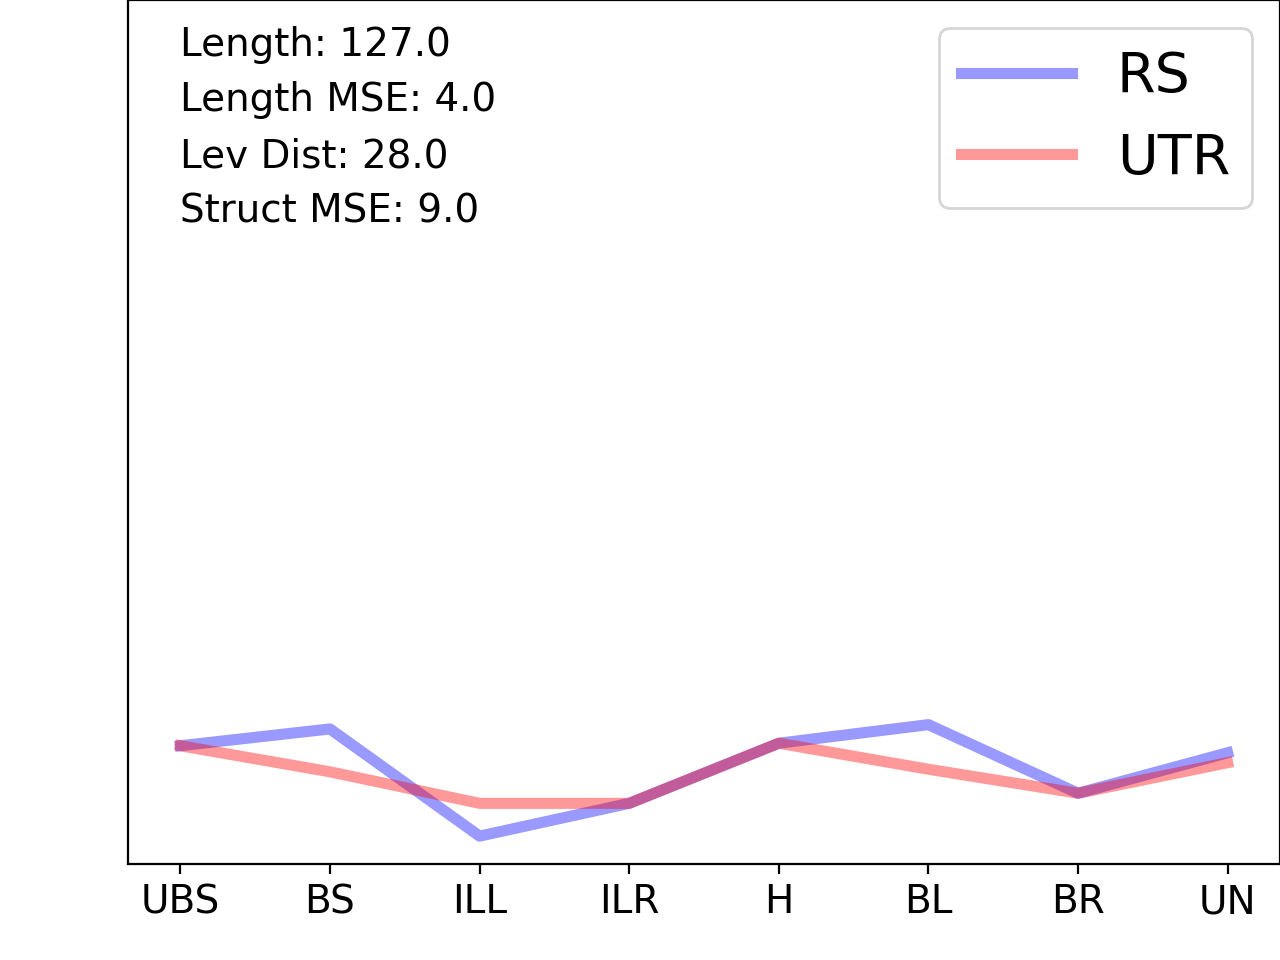 Length: 127.0
Length MSE: 4.0
Lev Dist: 28.0
Struct MSE: 9.0
RS
UTR
UBS BS ILL ILR H BL BR UN